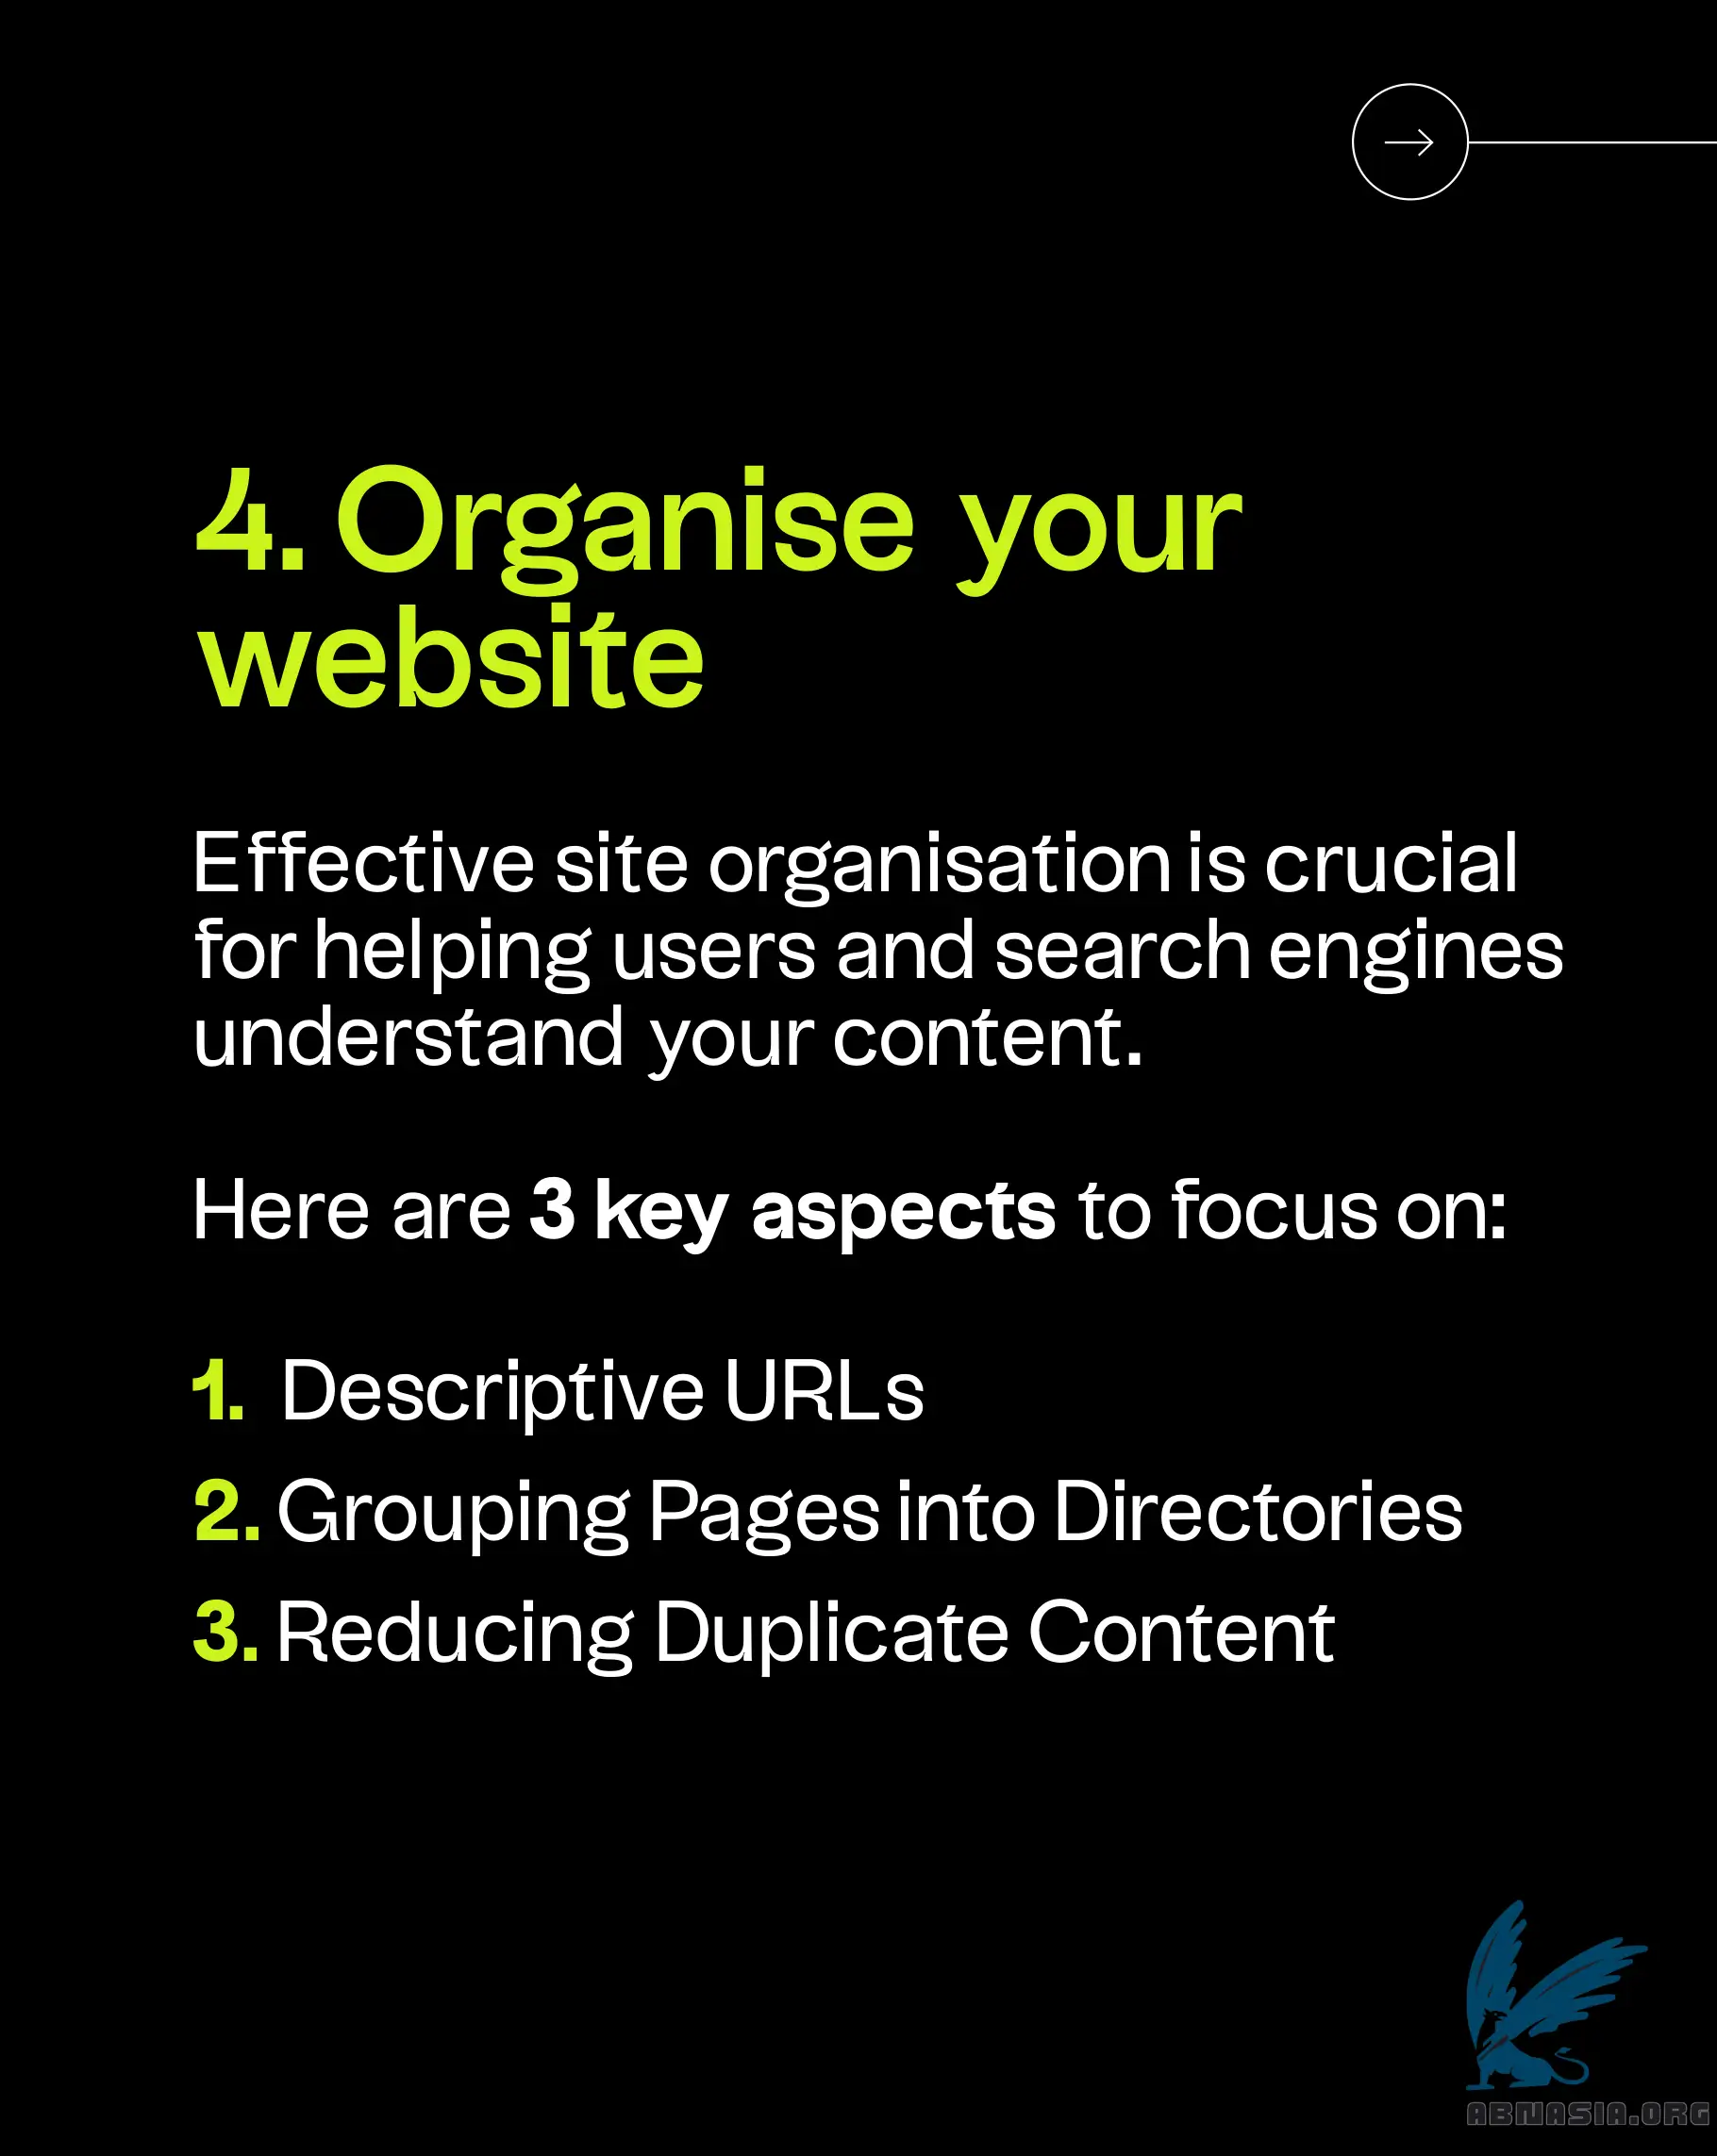 4. Organise your
website
Effective site organisation is crucial
for helping users and search engines
understand your content.
Here are 3 key aspects to focus on:
1. Descriptive URLs
2. Grouping Pages into Directories
3. Reducing Duplicate Content
ABNASIA.ORG